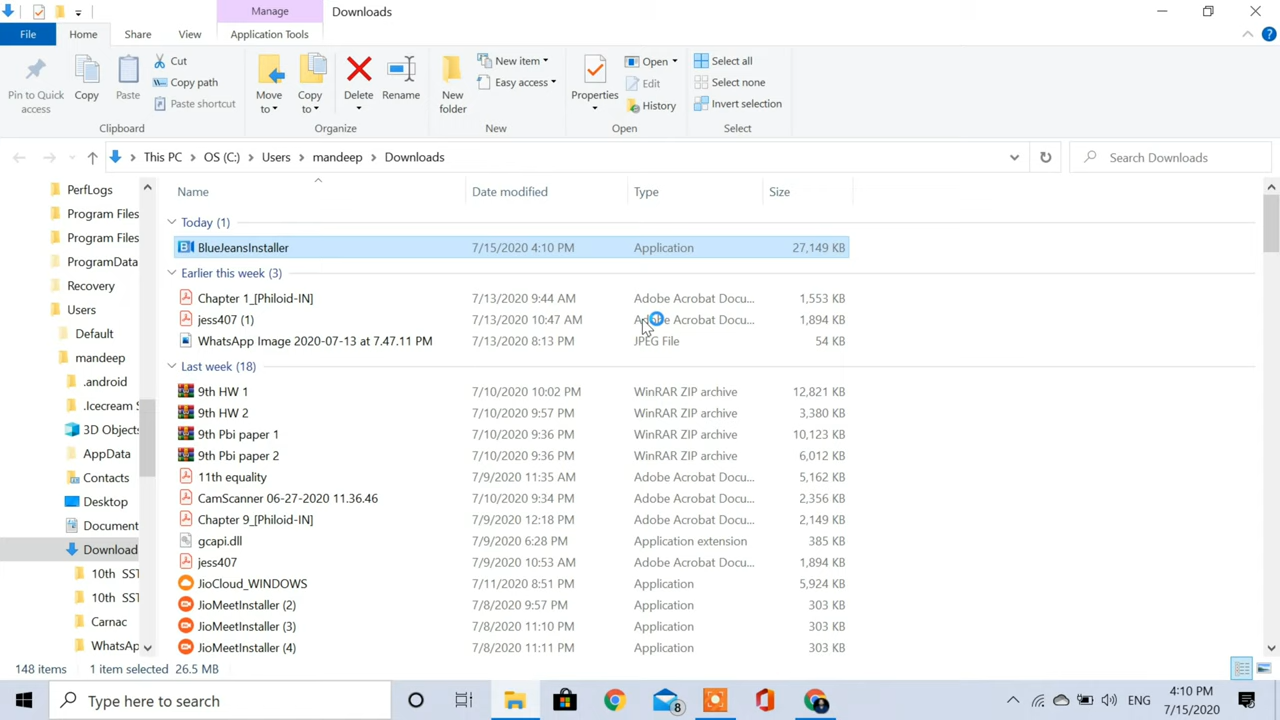 Manage Downloads
File Home Share View Application Tools
Pin to Quick access
Copy
Paste
Cut
Copy path
Paste shortcut
Clipboard
Move to
Copy to
Delete
Rename
Organize
New folder
New item
Easy access
New
Properties
Open
Edit
History
Open
Select all
Select none
Invert selection
Select
This PC > OS (C:) > Users > mandeep > Downloads
Search Downloads
PerfLogs
Program Files
Program Files
ProgramData
Recovery
Users
Default
mandeep
.android
.Icecream S
3D Objects
AppData
Contacts
Desktop
Document
Download
10th SST
10th SST
Carnac
WhatsAp
Name Date modified Type Size
Today (1)
BlueJeansInstaller 7/15/2020 4:10 PM Application 27,149 KB
Earlier this week (3)
Chapter 1_[Philoid-IN] 7/13/2020 9:44 AM Adobe Acrobat Docu... 1,553 KB
jess407 (1) 7/13/2020 10:47 AM Adobe Acrobat Docu... 1,894 KB
WhatsApp Image 2020-07-13 at 7.47.11 PM 7/13/2020 8:13 PM JPEG File 54 KB
Last week (18)
9th HW 1 7/10/2020 10:02 PM WinRAR ZIP archive 12,821 KB
9th HW 2 7/10/2020 9:57 PM WinRAR ZIP archive 3,380 KB
9th Pbi paper 1 7/10/2020 9:36 PM WinRAR ZIP archive 10,123 KB
9th Pbi paper 2 7/10/2020 9:36 PM WinRAR ZIP archive 6,012 KB
11th equality 7/9/2020 11:35 AM Adobe Acrobat Docu... 5,162 KB
CamScanner 06-27-2020 11.36.46 7/10/2020 9:34 PM Adobe Acrobat Docu... 2,356 KB
Chapter 9_[Philoid-IN] 7/9/2020 12:18 PM Adobe Acrobat Docu... 2,149 KB
gcapi.dll 7/9/2020 6:28 PM Application extension 385 KB
jess407 7/9/2020 10:53 AM Adobe Acrobat Docu... 1,894 KB
JioCloud_WINDOWS 7/11/2020 8:51 PM Application 5,924 KB
JioMeetInstaller (2) 7/8/2020 9:57 PM Application 303 KB
JioMeetInstaller (3) 7/8/2020 11:10 PM Application 303 KB
JioMeetInstaller (4) 7/8/2020 11:11 PM Application 303 KB
148 items 1 item selected 26.5 MB
Type here to search
8
ENG
4:10 PM
7/15/2020